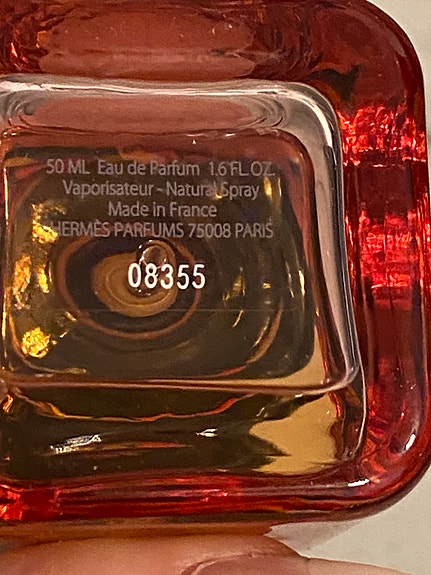 50 ML Eau de Parfum 1.6 FL.OZ.
Vaporisateur - Natural Spray
Made in France
HERMÈS PARFUMS 75008 PARIS
08355